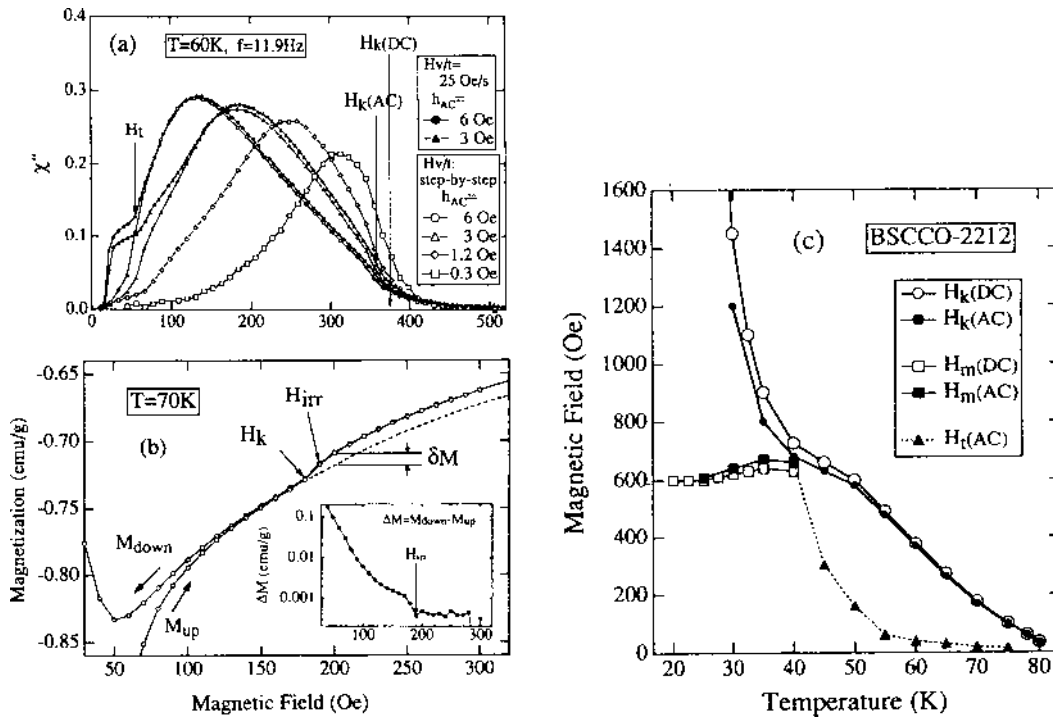 (a)
T=60K, f=11.9Hz
Hk(DC)
Hk(AC)
Ht
Hv/t=
25 Oe/s
hAC=
6 Oe
3 Oe
Hv/t:
step-by-step
hAC=
6 Oe
3 Oe
1.2 Oe
0.3 Oe
χ"
0.4
0.3
0.2
0.1
0.0
0 100 200 300 400 500
T=70K
(b)
Hirr
Hk
δM
Mdown
Mup
Magnetization (emu/g)
-0.65
-0.70
-0.75
-0.80
-0.85
ΔM=Mdown-Mup
Hirr
ΔM (emu/g)
0.1
0.01
0.001
100 200 300
50 100 150 200 250 300
Magnetic Field (Oe)
(c)
BSCCO-2212
Hk(DC)
Hk(AC)
Hm(DC)
Hm(AC)
Ht(AC)
Magnetic Field (Oe)
1600
1400
1200
1000
800
600
400
200
0
20 30 40 50 60 70 80
Temperature (K)